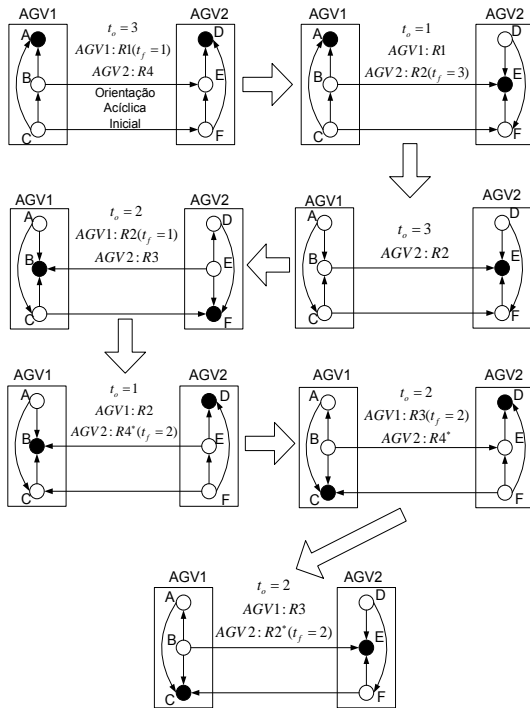 AGV1
AGV2
A
B
C
D
E
F
t_o = 3
AGV1:R1(t_f = 1)
AGV2:R4
Orientação
Acíclica
Inicial
AGV1
AGV2
A
B
C
D
E
F
t_o = 1
AGV1:R1
AGV2:R2(t_f = 3)
AGV1
AGV2
A
B
C
D
E
F
t_o = 2
AGV1:R2(t_f = 1)
AGV2:R3
AGV1
AGV2
A
B
C
D
E
F
t_o = 3
AGV2:R2
AGV1
AGV2
A
B
C
D
E
F
t_o = 1
AGV1:R2
AGV2:R4*(t_f = 2)
AGV1
AGV2
A
B
C
D
E
F
t_o = 2
AGV1:R3(t_f = 2)
AGV2:R4*
AGV1
AGV2
A
B
C
D
E
F
t_o = 2
AGV1:R3
AGV2:R2*(t_f = 2)